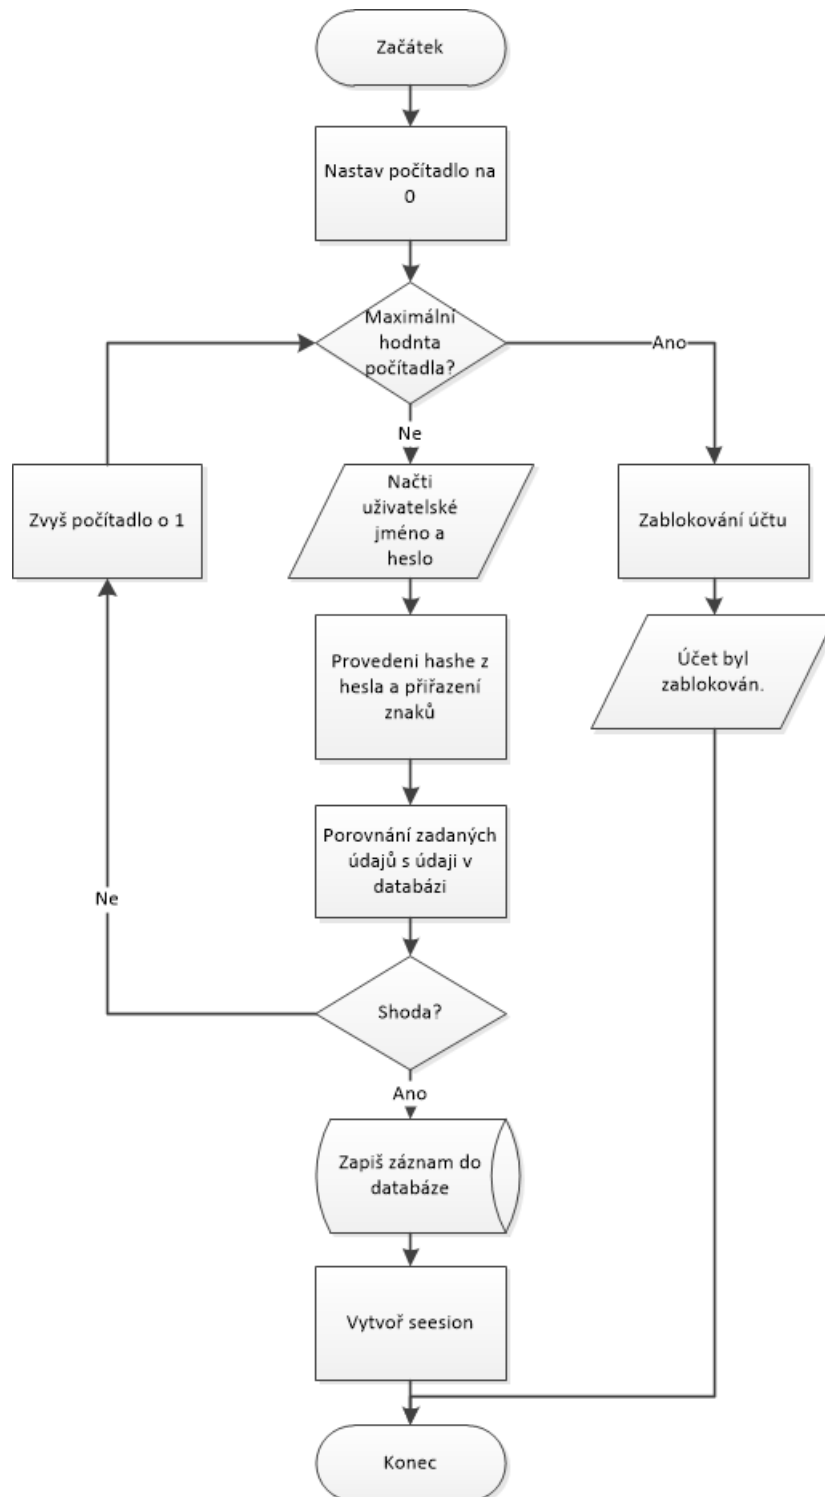 Začátek
Nastav počítadlo na
0
Maximální
hodnta
počítadla?
Ano
Ne
Načti
uživatelské
jméno a
heslo
Zvyš počítadlo o 1
Zablokování účtu
Provedeni hashe z
hesla a přiřazení
znaků
Účet byl
zablokován.
Porovnání zadaných
údajů s údaji v
databázi
Ne
Shoda?
Ano
Zapiš záznam do
databáze
Vytvoř seesion
Konec